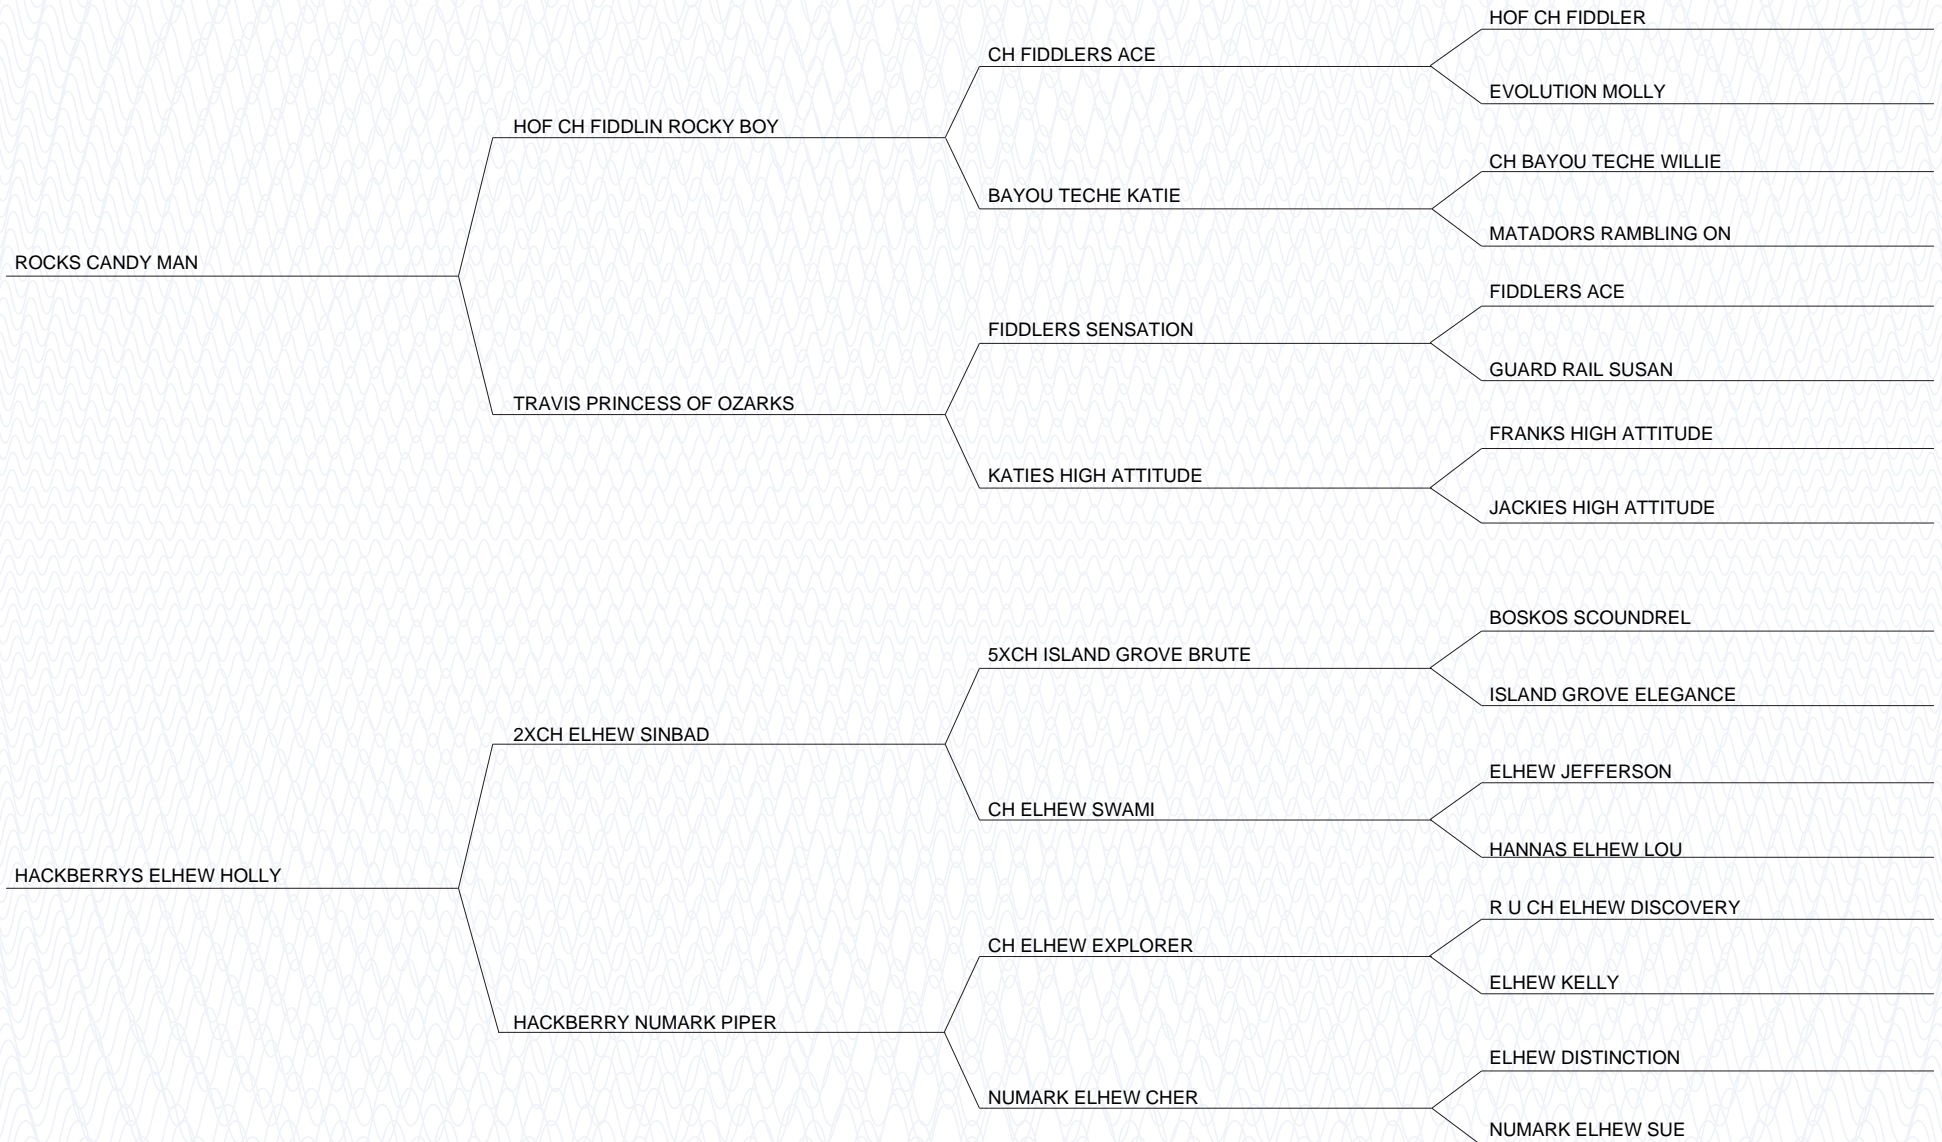 HOF CH FIDDLER
CH FIDDLERS ACE
EVOLUTION MOLLY
HOF CH FIDDLIN ROCKY BOY
CH BAYOU TECHE WILLIE
BAYOU TECHE KATIE
MATADORS RAMBLING ON
ROCKS CANDY MAN
FIDDLERS ACE
FIDDLERS SENSATION
GUARD RAIL SUSAN
TRAVIS PRINCESS OF OZARKS
FRANKS HIGH ATTITUDE
KATIES HIGH ATTITUDE
JACKIES HIGH ATTITUDE
BOSKOS SCOUNDREL
5XCH ISLAND GROVE BRUTE
ISLAND GROVE ELEGANCE
2XCH ELHEW SINBAD
ELHEW JEFFERSON
CH ELHEW SWAMI
HANNAS ELHEW LOU
HACKBERRYS ELHEW HOLLY
R U CH ELHEW DISCOVERY
CH ELHEW EXPLORER
ELHEW KELLY
HACKBERRY NUMARK PIPER
ELHEW DISTINCTION
NUMARK ELHEW CHER
NUMARK ELHEW SUE